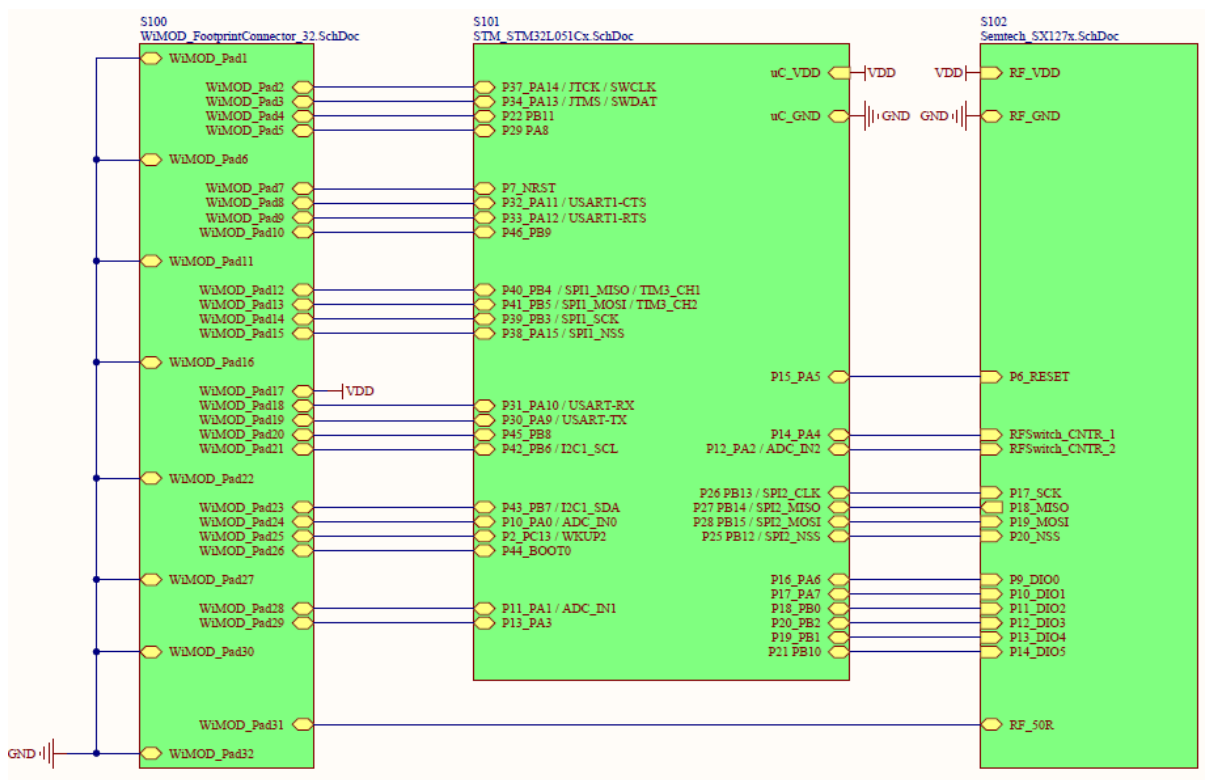 S100
WiMOD_FootprintConnector_32.SchDoc
S101
STM_STM32L051Cx.SchDoc
S102
Semtech_SX127x.SchDoc
WiMOD_Pad1
WiMOD_Pad2
WiMOD_Pad3
WiMOD_Pad4
WiMOD_Pad5
WiMOD_Pad6
WiMOD_Pad7
WiMOD_Pad8
WiMOD_Pad9
WiMOD_Pad10
WiMOD_Pad11
WiMOD_Pad12
WiMOD_Pad13
WiMOD_Pad14
WiMOD_Pad15
WiMOD_Pad16
WiMOD_Pad17
VDD
WiMOD_Pad18
WiMOD_Pad19
WiMOD_Pad20
WiMOD_Pad21
WiMOD_Pad22
WiMOD_Pad23
WiMOD_Pad24
WiMOD_Pad25
WiMOD_Pad26
WiMOD_Pad27
WiMOD_Pad28
WiMOD_Pad29
WiMOD_Pad30
WiMOD_Pad31
GND
WiMOD_Pad32
P37_PA14 / JTCK / SWCLK
P34_PA13 / JTMS / SWDAT
P22 PB11
P29 PA8
P7_NRST
P32_PA11 / USART1-CTS
P33_PA12 / USART1-RTS
P46_PB9
P40_PB4 / SPI1_MISO / TIM3_CH1
P41_PB5 / SPI1_MOSI / TIM3_CH2
P39_PB3 / SPI1_SCK
P38_PA15 / SPI1_NSS
P31_PA10 / USART-RX
P30_PA9 / USART-TX
P45_PB8
P42_PB6 / I2C1_SCL
P43_PB7 / I2C1_SDA
P10_PA0 / ADC_IN0
P2_PC13 / WKUP2
P44_BOOT0
P11_PA1 / ADC_IN1
P13_PA3
uC_VDD
VDD
uC_GND
GND
P15_PA5
P14_PA4
P12_PA2 / ADC_IN2
P26 PB13 / SPI2_CLK
P27 PB14 / SPI2_MISO
P28 PB15 / SPI2_MOSI
P25 PB12 / SPI2_NSS
P16_PA6
P17_PA7
P18_PB0
P20_PB2
P19_PB1
P21 PB10
VDD
RF_VDD
GND
RF_GND
P6_RESET
RFSwitch_CNTR_1
RFSwitch_CNTR_2
P17_SCK
P18_MISO
P19_MOSI
P20_NSS
P9_DIO0
P10_DIO1
P11_DIO2
P12_DIO3
P13_DIO4
P14_DIO5
RF_50R